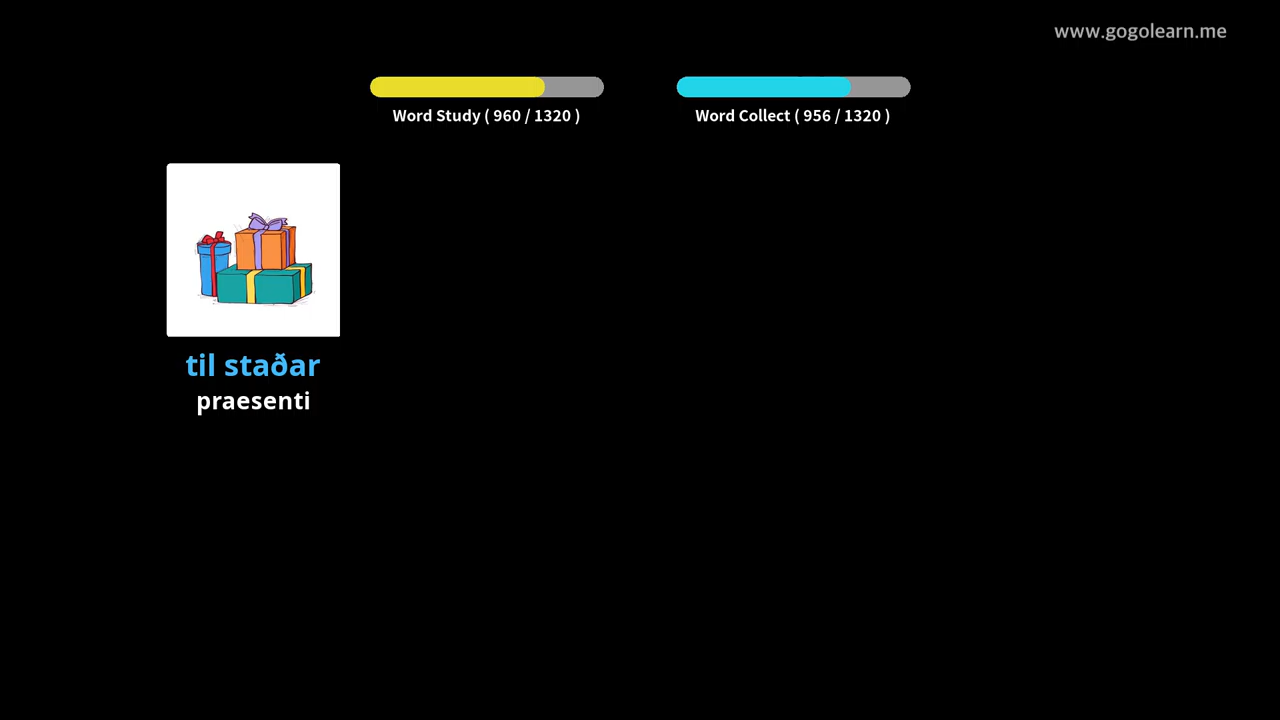 www.gogolearn.me
Word Study ( 960 / 1320 )
Word Collect ( 956 / 1320 )
til staðar
praesenti